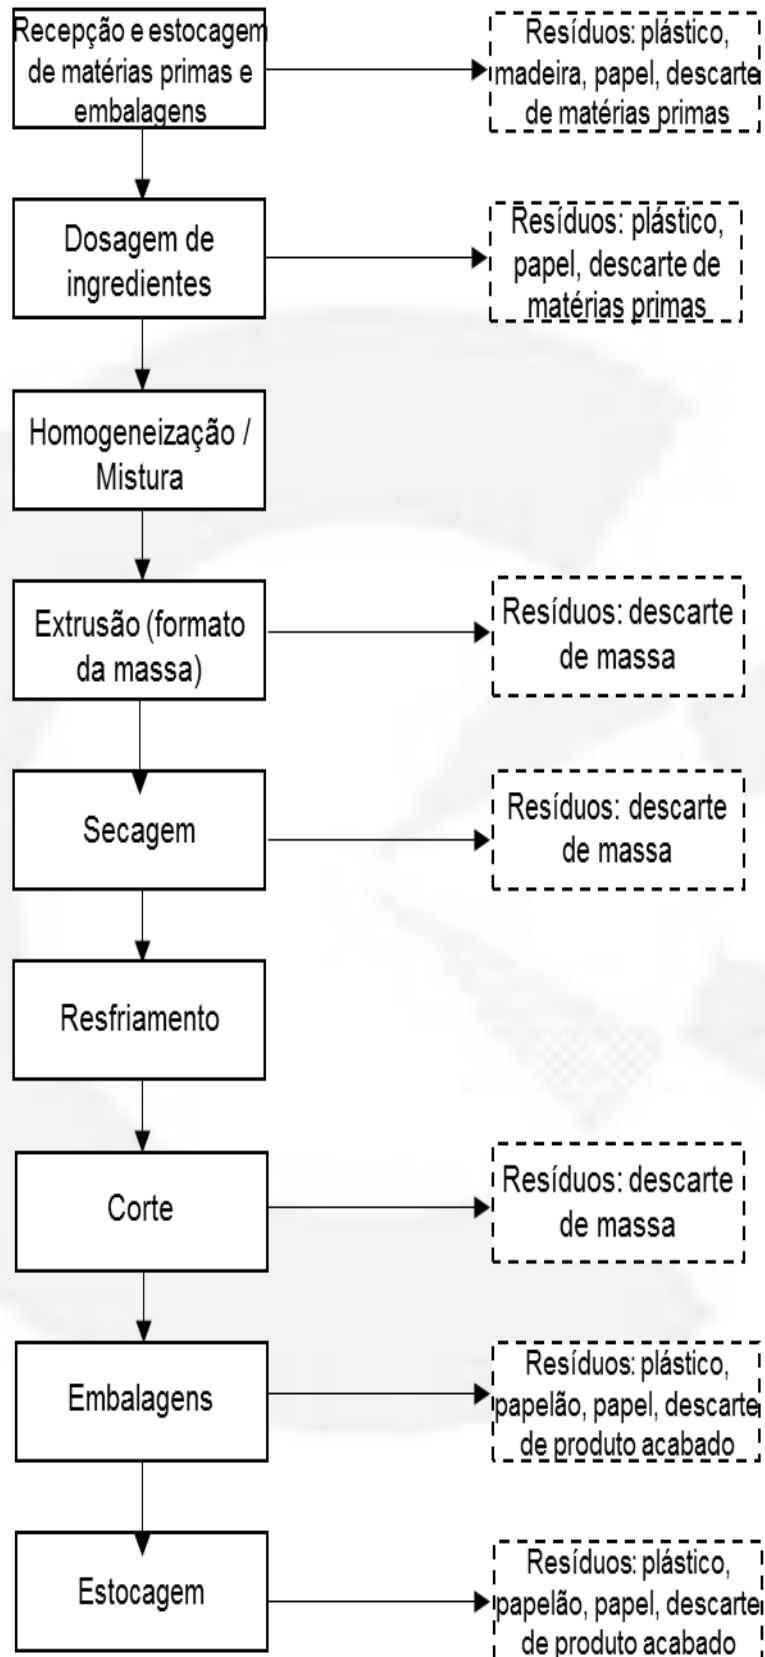 Recepção e estocagem
de matérias primas e
embalagens
Resíduos: plástico,
madeira, papel, descarte
de matérias primas
Dosagem de
ingredientes
Resíduos: plástico,
papel, descarte de
matérias primas
Homogeneização /
Mistura
Extrusão (formato
da massa)
Resíduos: descarte
de massa
Secagem
Resíduos: descarte
de massa
Resfriamento
Corte
Resíduos: descarte
de massa
Embalagens
Resíduos: plástico,
papelão, papel, descarte
de produto acabado
Estocagem
Resíduos: plástico,
papelão, papel, descarte
de produto acabado